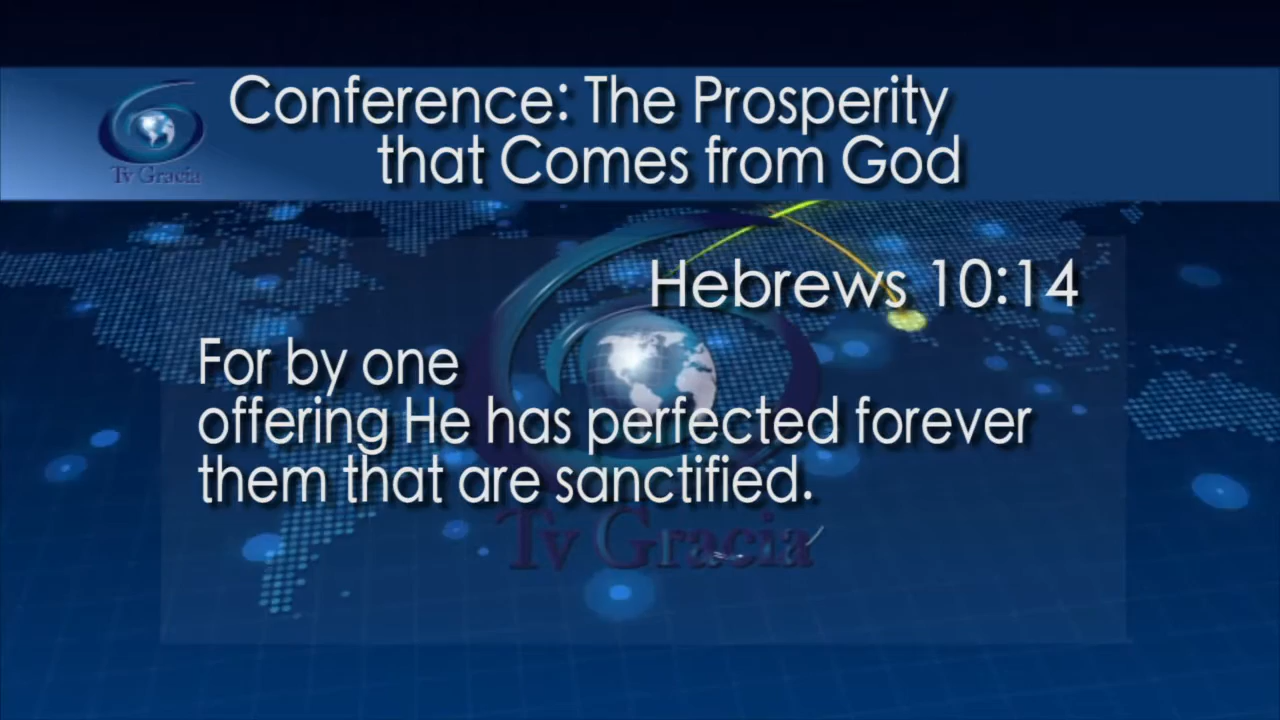 Conference: The Prosperity
that Comes from God
Tv Gracia
Hebrews 10:14
For by one
offering He has perfected forever
them that are sanctified.
Tv Gracia